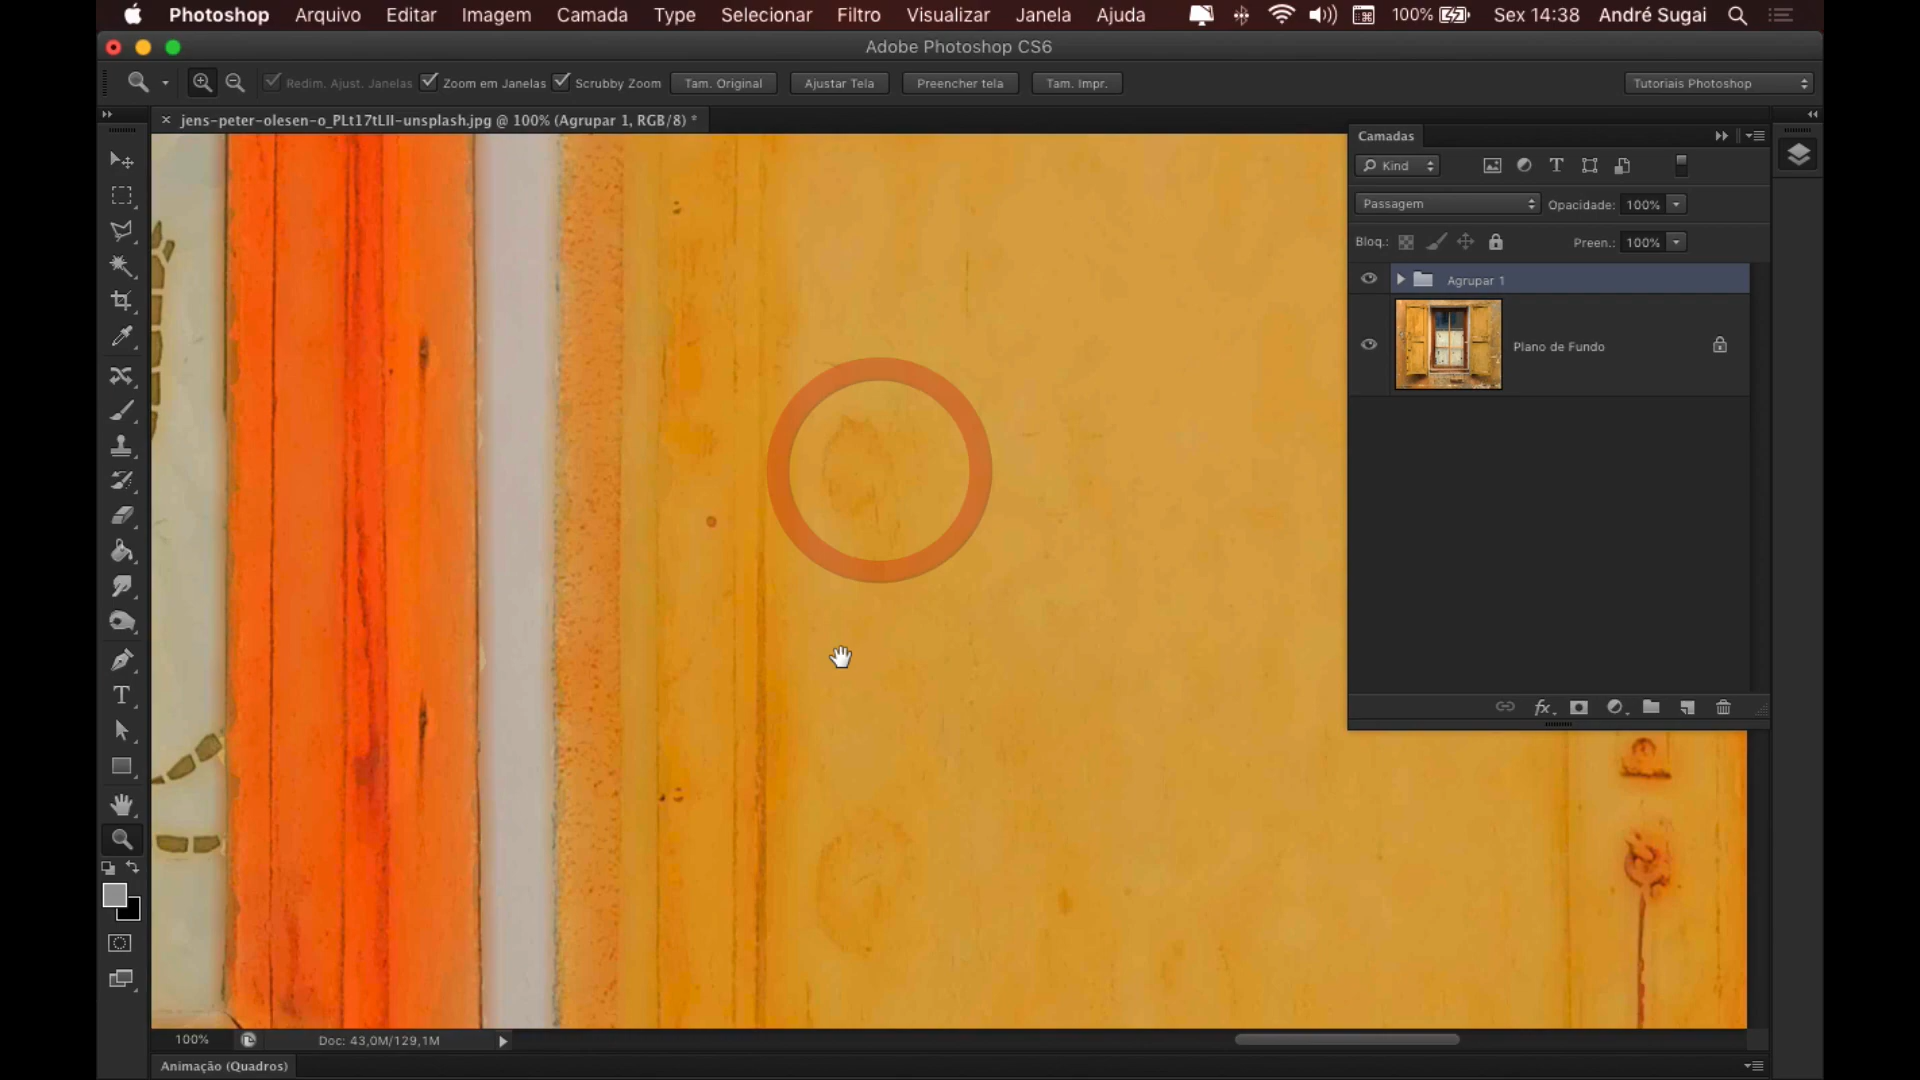 Photoshop Arquivo Editar Imagem Camada Type Selecionar Filtro Visualizar Janela Ajuda 100% Sex 14:38 André Sugai
Adobe Photoshop CS6
Redim. Ajust. Janelas Zoom em Janelas Scrubby Zoom Tam. Original Ajustar Tela Preencher tela Tam. Impr. Tutoriais Photoshop
jens-peter-olesen-o_PLt17tLII-unsplash.jpg @ 100% (Agrupar 1, RGB/8) *
Camadas
Kind
Passagem Opacidade: 100%
Bloq.: Preen.: 100%
Agrupar 1
Plano de Fundo
fx
100% Doc: 43,0M/129,1M
Animação (Quadros)